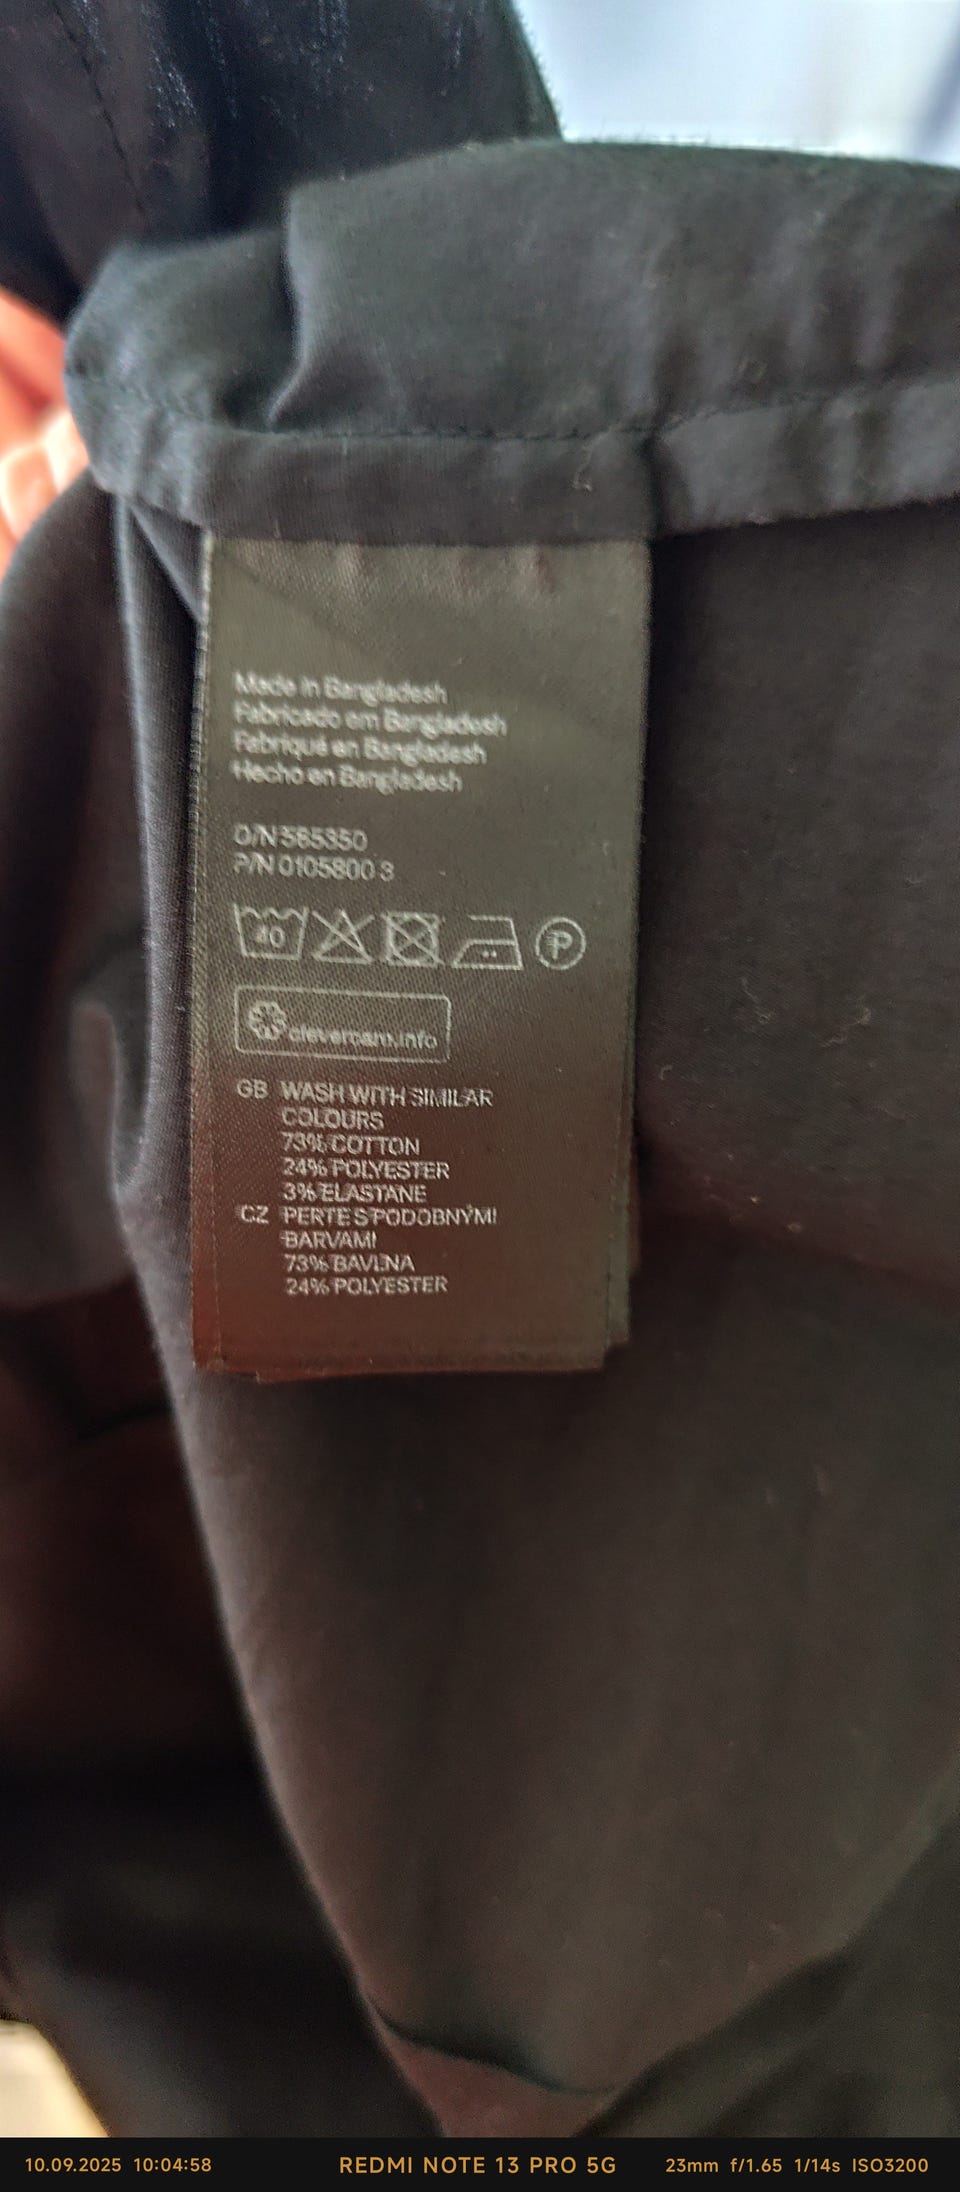 Made in Bangladesh
Fabricado em Bangladesh
Fabriqué en Bangladesh
Hecho en Bangladesh
O/N 565350
P/N 0105800 3
40
P
clevercare.info
GB WASH WITH SIMILAR
COLOURS
73% COTTON
24% POLYESTER
3% ELASTANE
CZ PERTE S PODOBNÝMI
BARVAMI
73% BAVLNA
24% POLYESTER
10.09.2025 10:04:58 REDMI NOTE 13 PRO 5G 23mm f/1.65 1/14s ISO3200